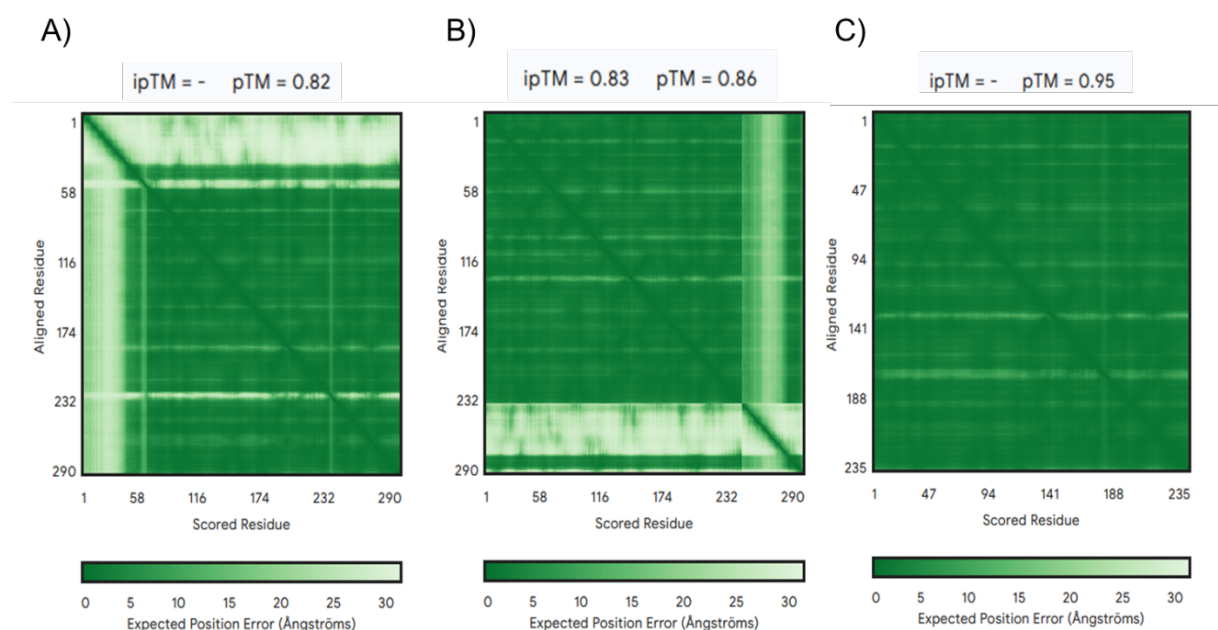 A)
ipTM = - pTM = 0.82
1
58
116
174
232
290
Aligned Residue
1 58 116 174 232 290
Scored Residue
0 5 10 15 20 25 30
Expected Position Error (Ångströms)
B)
ipTM = 0.83 pTM = 0.86
1
58
116
174
232
290
Aligned Residue
1 58 116 174 232 290
Scored Residue
0 5 10 15 20 25 30
Expected Position Error (Ångströms)
C)
ipTM = - pTM = 0.95
1
47
94
141
188
235
Aligned Residue
1 47 94 141 188 235
Scored Residue
0 5 10 15 20 25 30
Expected Position Error (Ångströms)